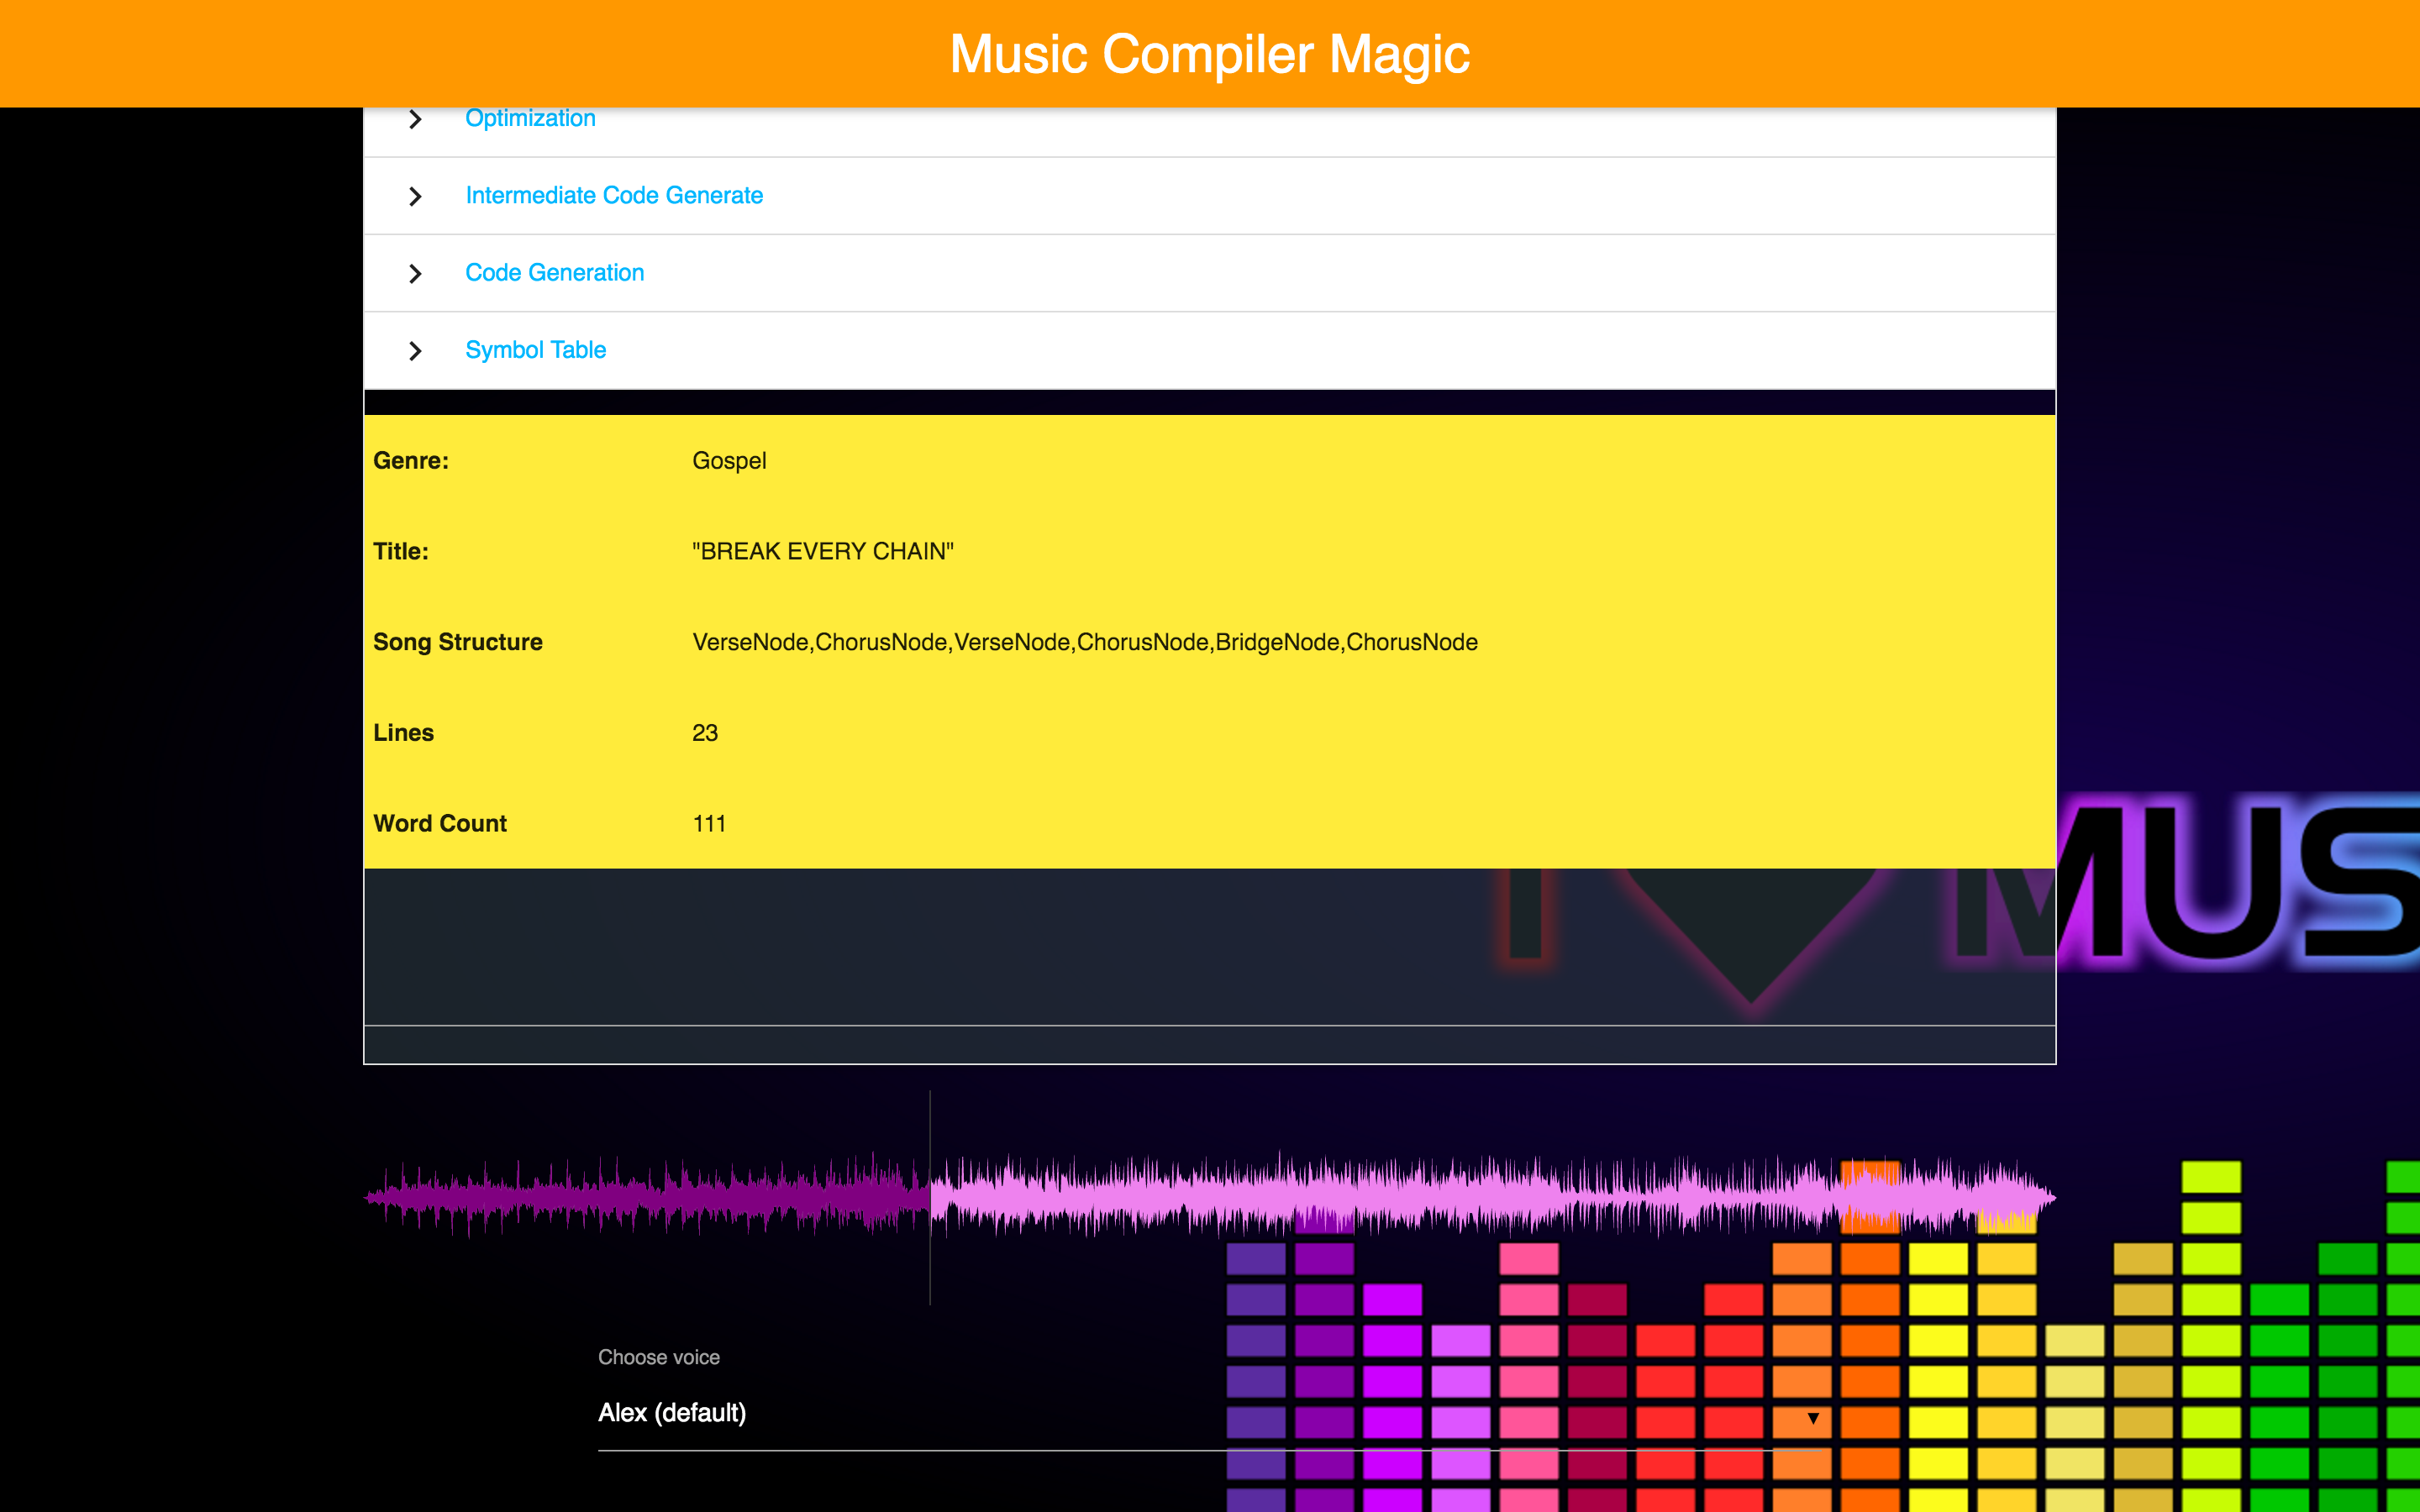 Music Compiler Magic
Optimization
Intermediate Code Generate
Code Generation
Symbol Table
Genre: Gospel
Title: "BREAK EVERY CHAIN"
Song Structure VerseNode,ChorusNode,VerseNode,ChorusNode,BridgeNode,ChorusNode
Lines 23
Word Count 111
I MUS
Choose voice
Alex (default)